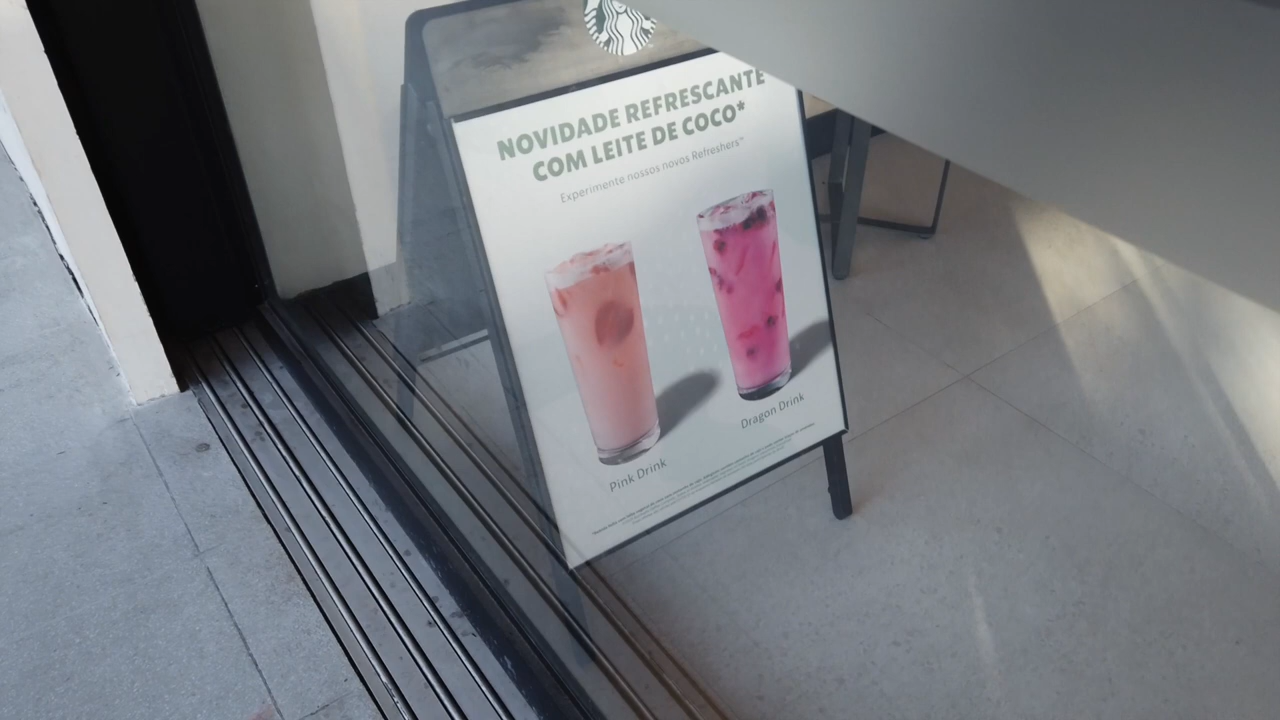 NOVIDADE REFRESCANTE
COM LEITE DE COCO*
Experimente nossos novos Refreshers™
Pink Drink
Dragon Drink